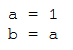 a = 1
b = a